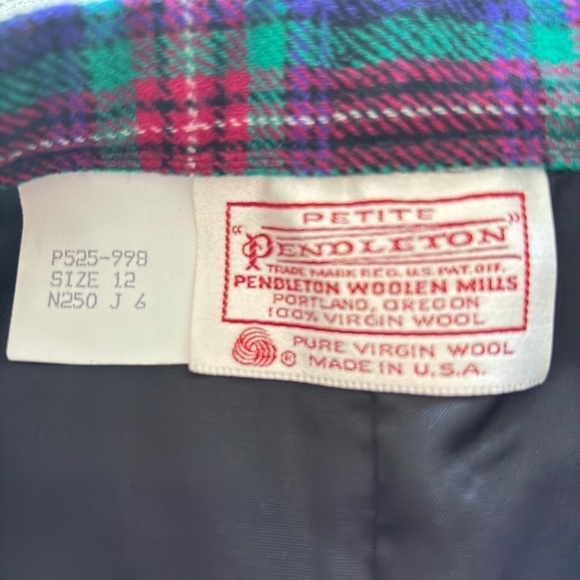 P525-998
SIZE 12
N250 J 6
PETITE
"PENDLETON"
TRADE MARK REG. U.S. PAT. OFF.
PENDLETON WOOLEN MILLS
PORTLAND, OREGON
100% VIRGIN WOOL
® PURE VIRGIN WOOL
MADE IN U.S.A.